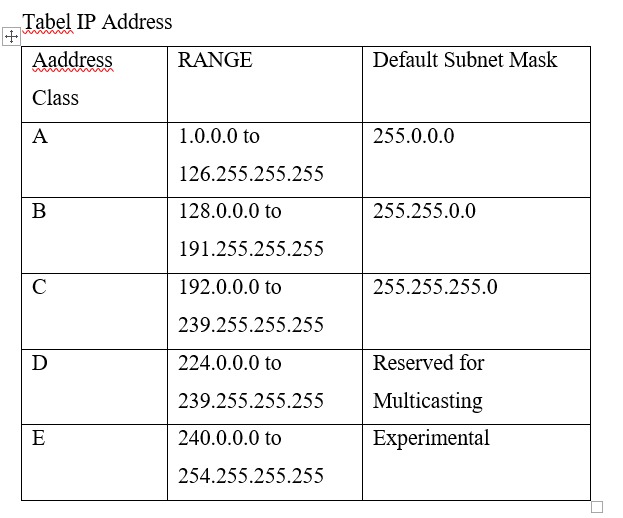 Tabel IP Address
Aaddress RANGE Default Subnet Mask
Class
A 1.0.0.0 to 255.0.0.0
126.255.255.255
B 128.0.0.0 to 255.255.0.0
191.255.255.255
C 192.0.0.0 to 255.255.255.0
239.255.255.255
D 224.0.0.0 to Reserved for
239.255.255.255 Multicasting
E 240.0.0.0 to Experimental
254.255.255.255